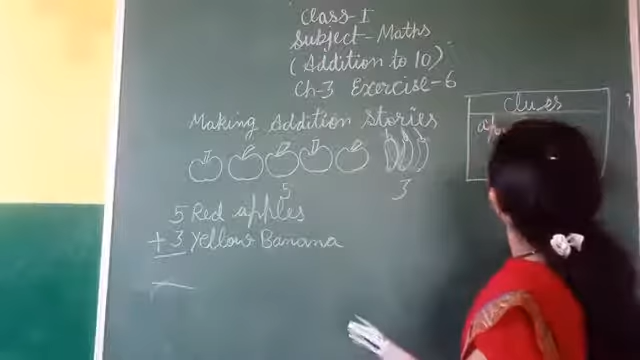 Class-I
Subject-Maths
(Addition to 10)
Ch-3 Exercise-6
Making Addition Stories
clues
5
3
5 Red apples
+3 Yellow Banana